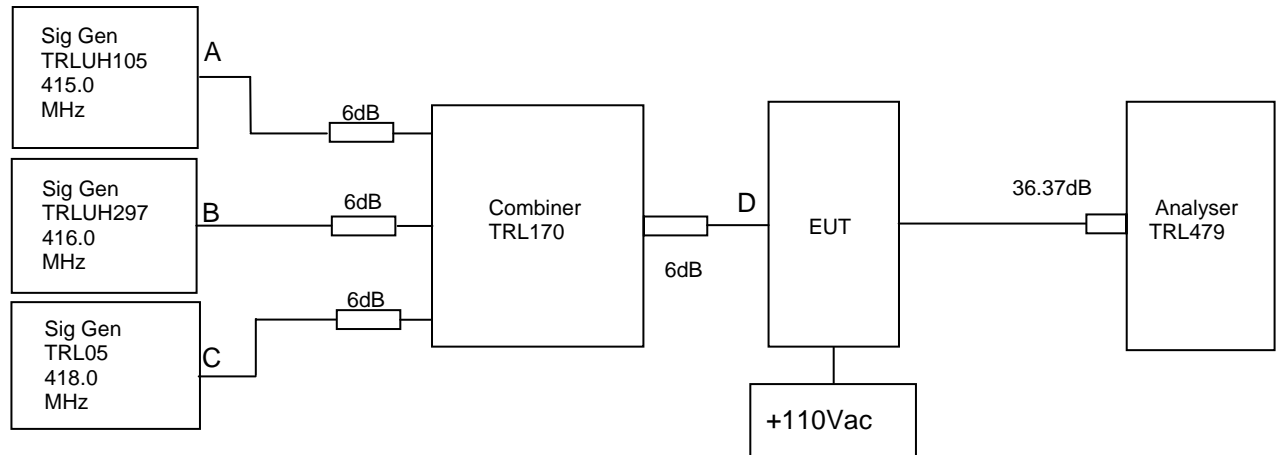 Sig Gen
TRLUH105
415.0
MHz
A
6dB
Sig Gen
TRLUH297
416.0
MHz
B
6dB
Sig Gen
TRL05
418.0
MHz
C
6dB
Combiner
TRL170
6dB
D
EUT
+110Vac
36.37dB
Analyser
TRL479